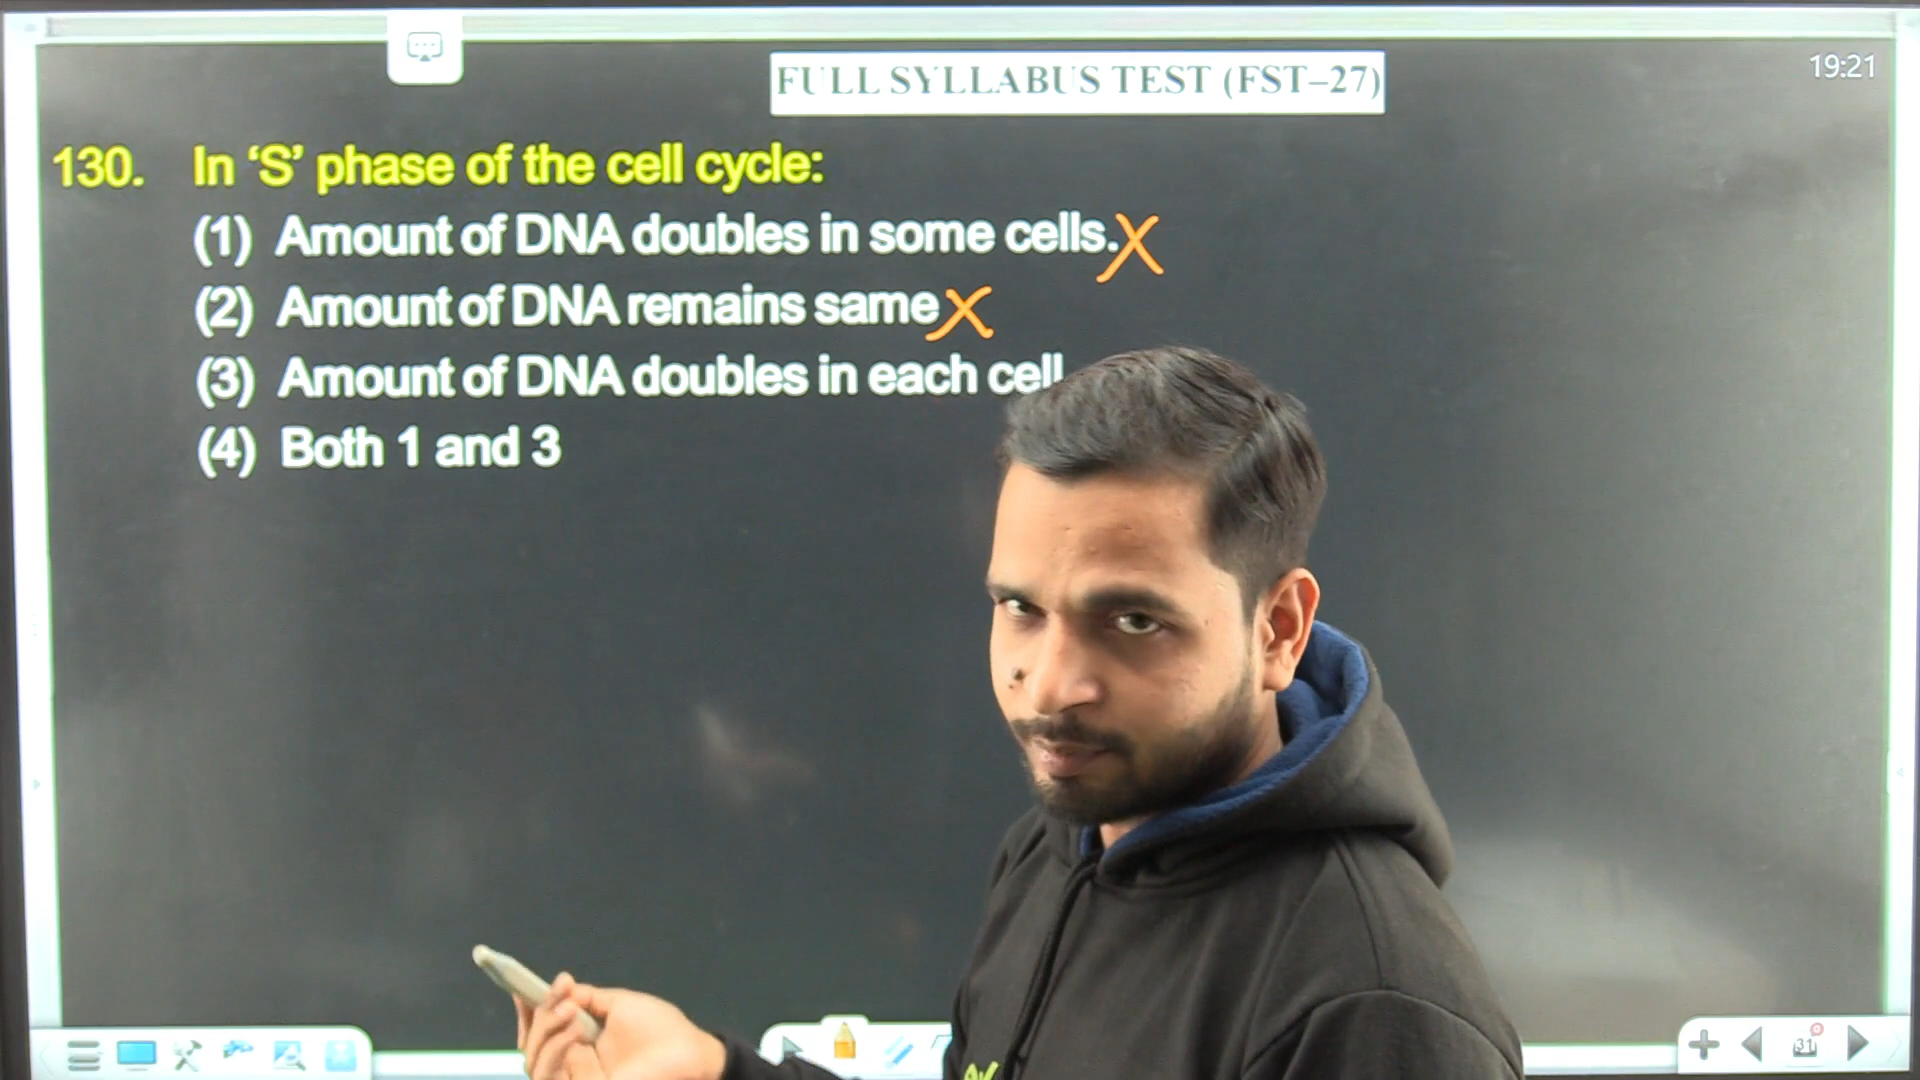 FULL SYLLABUS TEST (FST–27)
19:21
130. In ‘S’ phase of the cell cycle:
(1) Amount of DNA doubles in some cells.
(2) Amount of DNA remains same
(3) Amount of DNA doubles in each cell
(4) Both 1 and 3
31